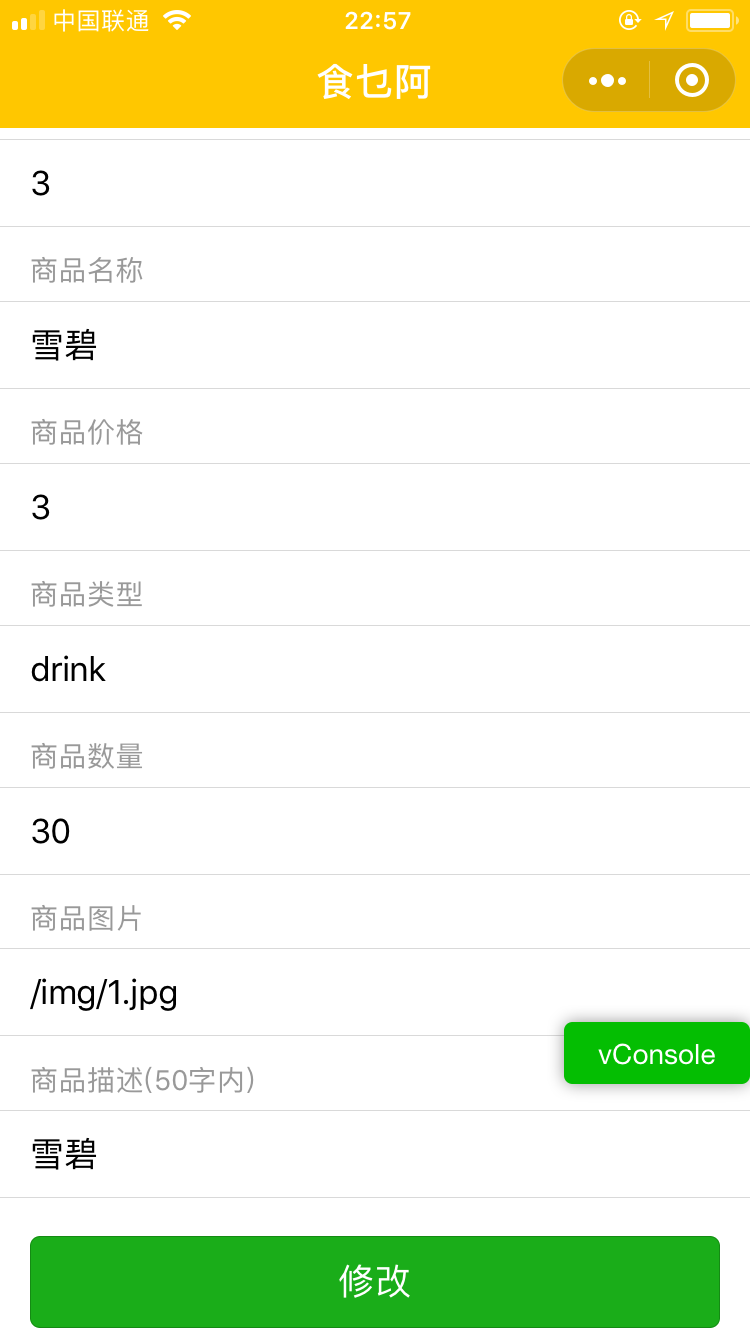 中国联通 22:57
食乜阿
3
商品名称
雪碧
商品价格
3
商品类型
drink
商品数量
30
商品图片
/img/1.jpg
vConsole
商品描述(50字内)
雪碧
修改